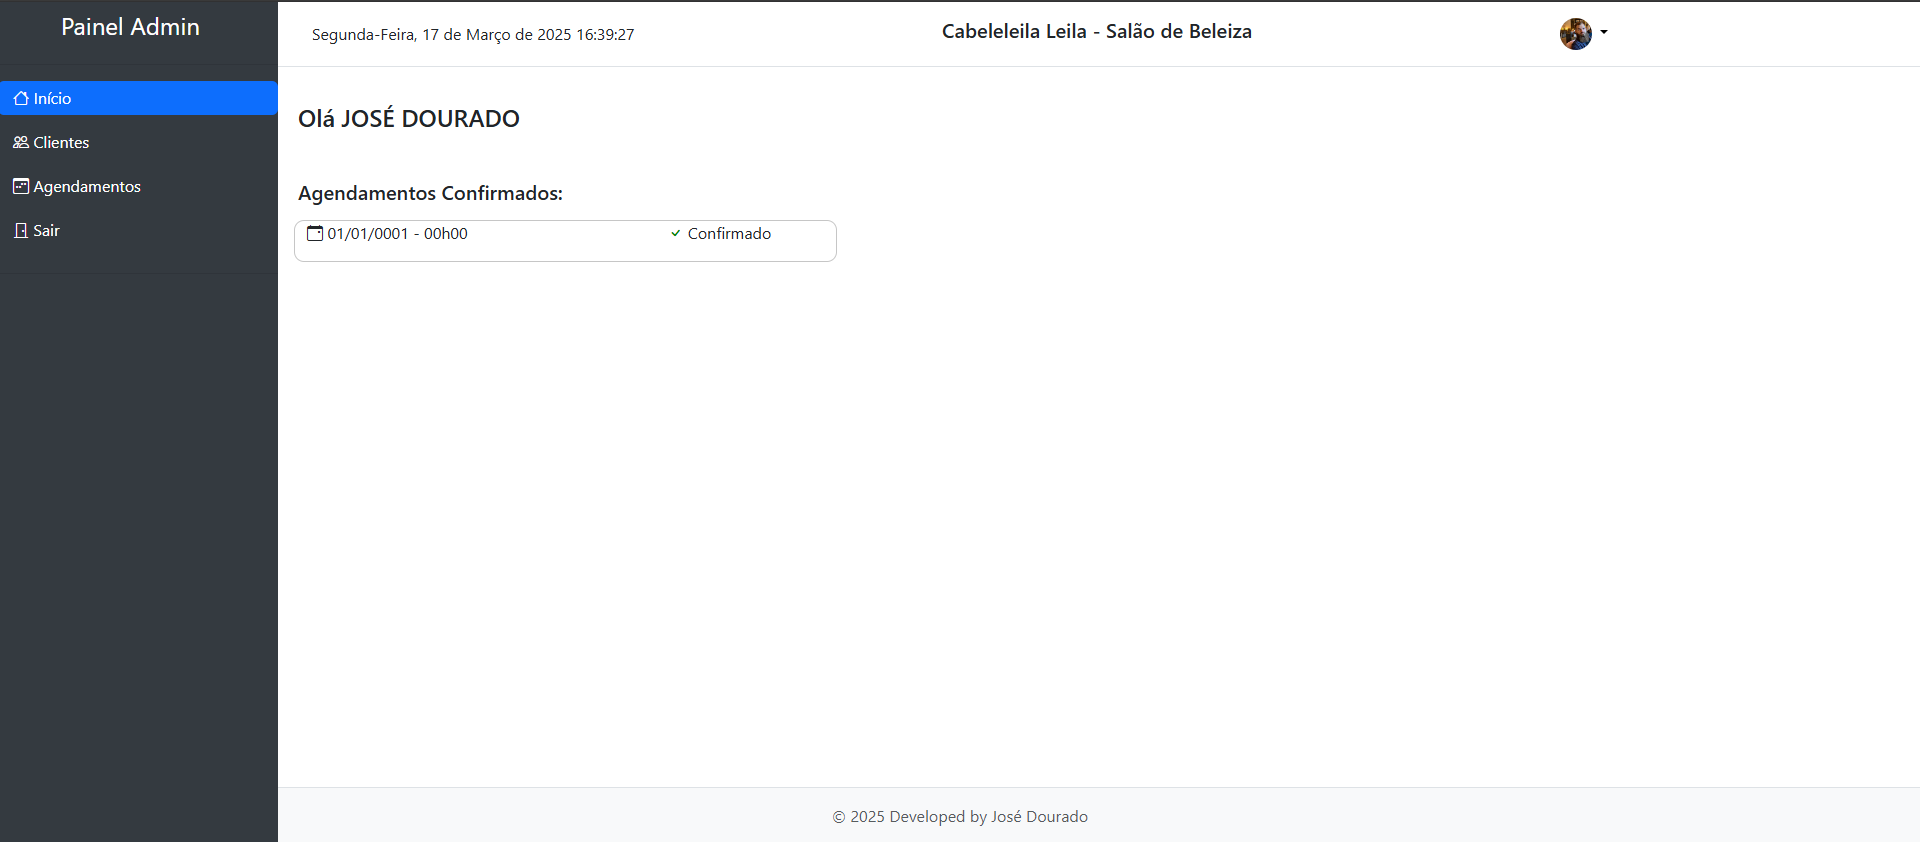 Painel Admin
Início
Clientes
Agendamentos
Sair
Segunda-Feira, 17 de Março de 2025 16:39:27
Cabeleleila Leila - Salão de Beleiza
Olá JOSÉ DOURADO
Agendamentos Confirmados:
01/01/0001 - 00h00 Confirmado
© 2025 Developed by José Dourado